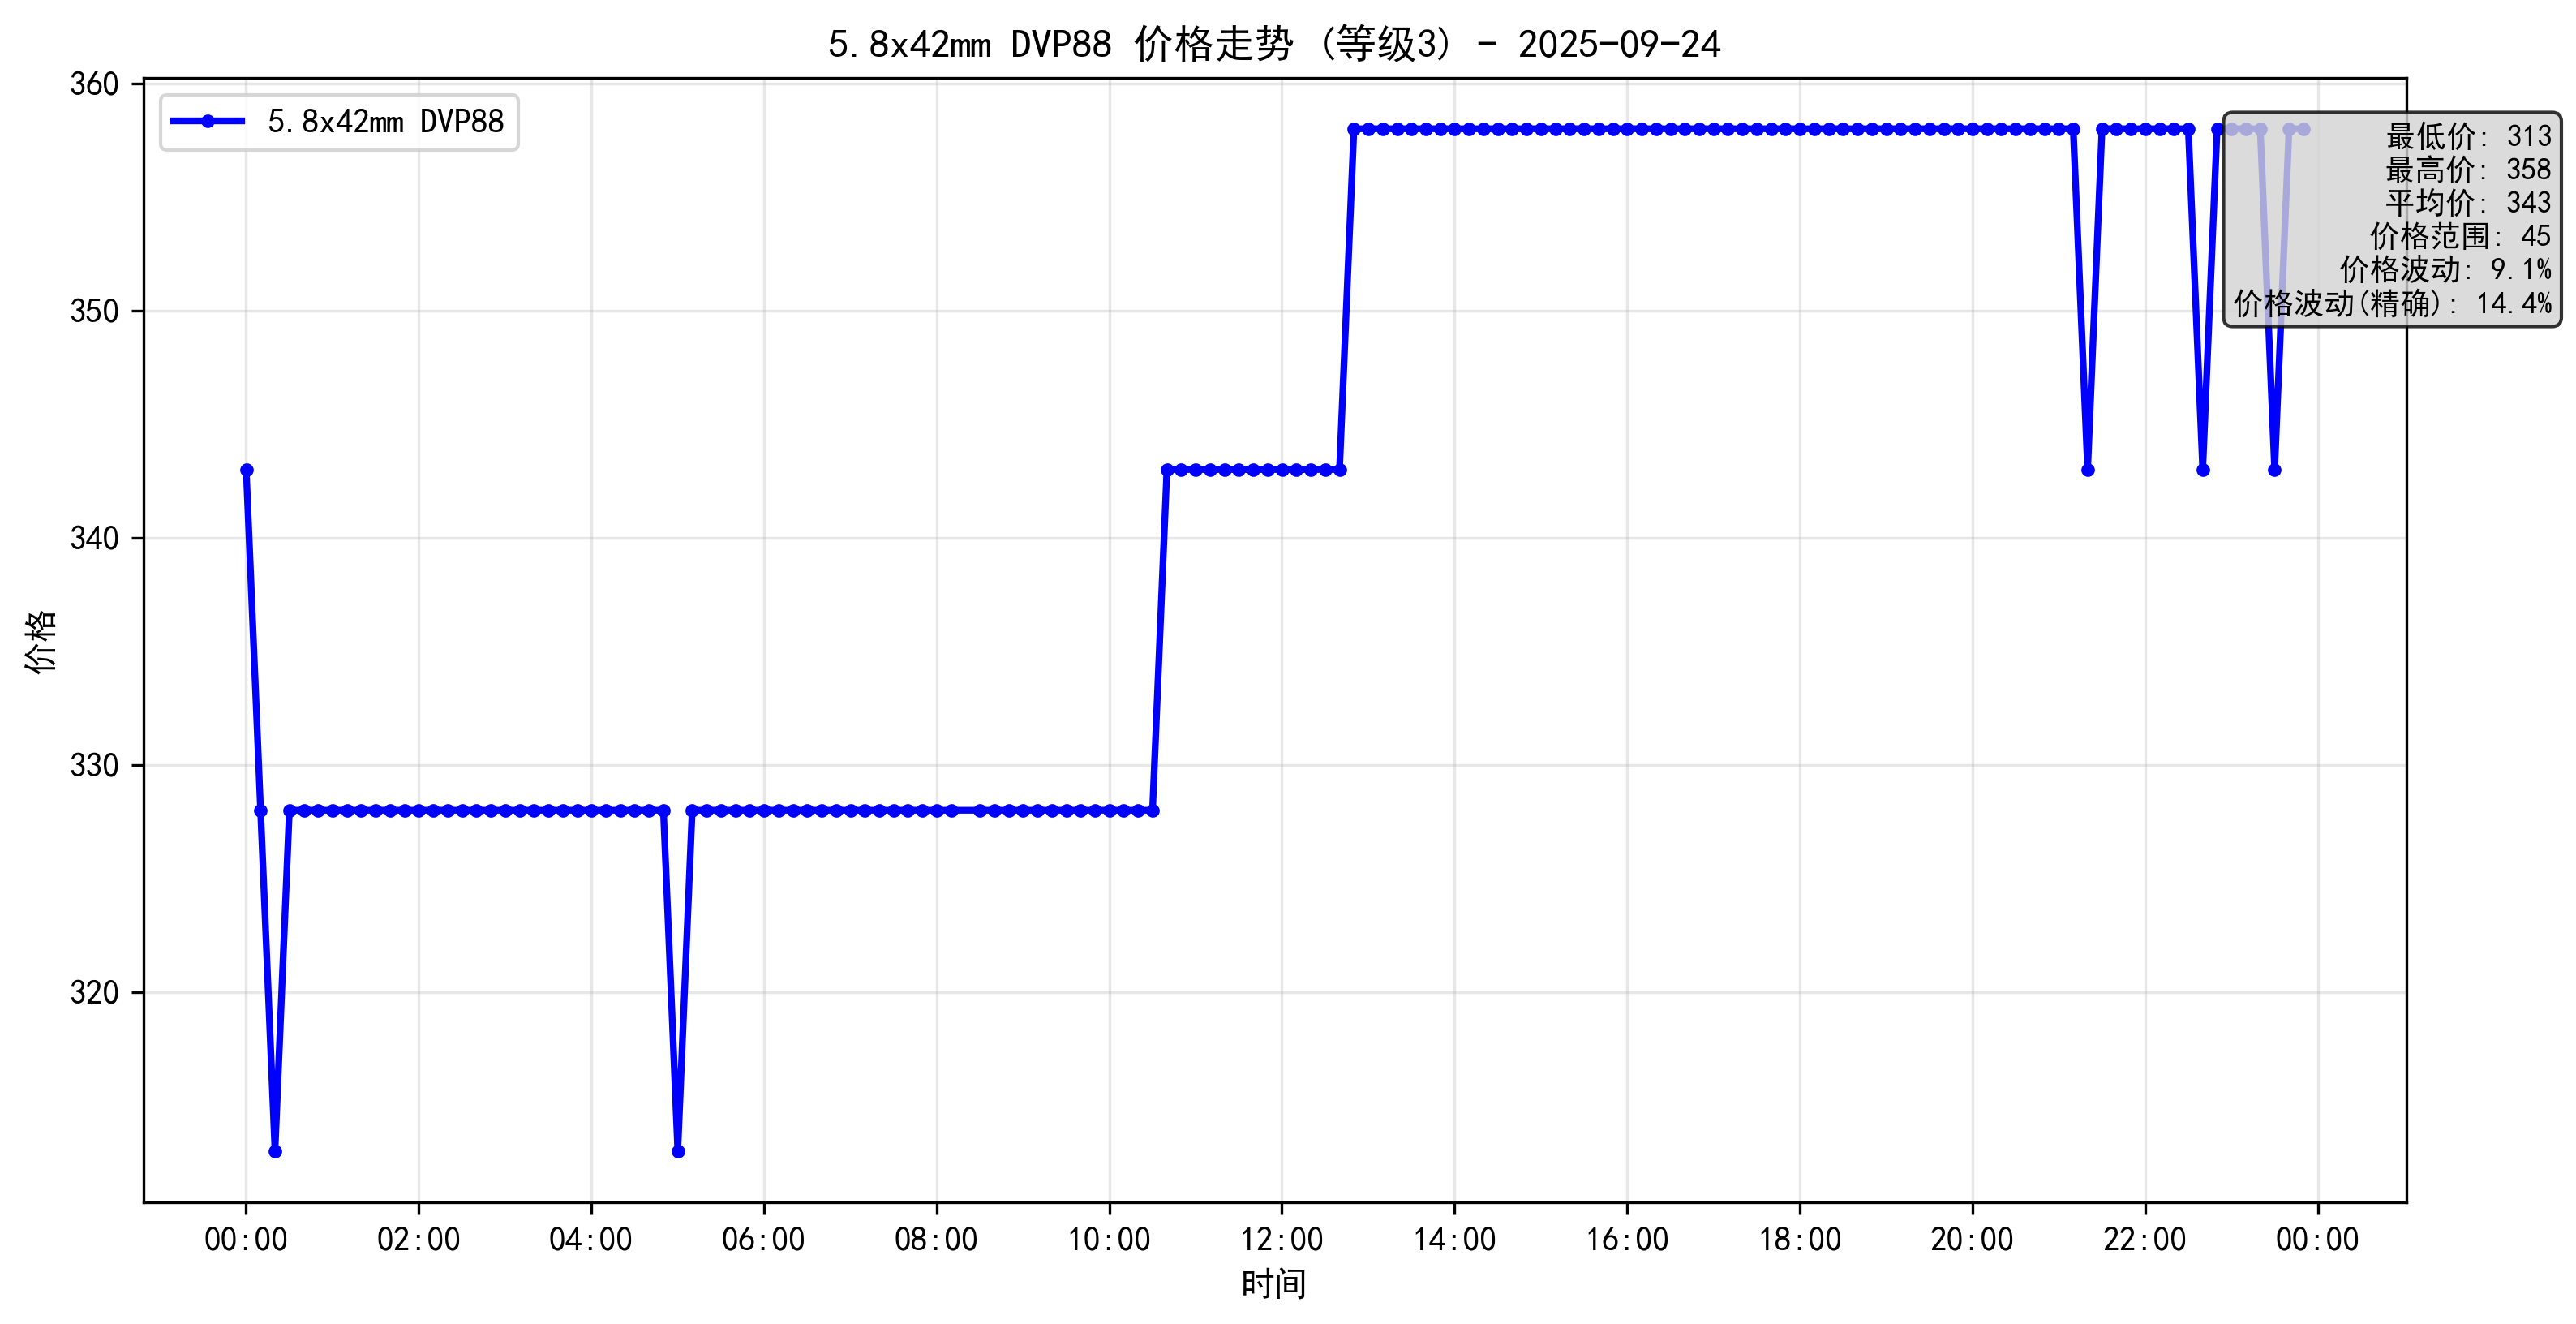 5.8x42mm DVP88 价格走势 (等级3) - 2025-09-24
5.8x42mm DVP88
最低价: 313
最高价: 358
平均价: 343
价格范围: 45
价格波动: 9.1%
价格波动(精确): 14.4%
价格
360
350
340
330
320
00:00 02:00 04:00 06:00 08:00 10:00 12:00 14:00 16:00 18:00 20:00 22:00 00:00
时间